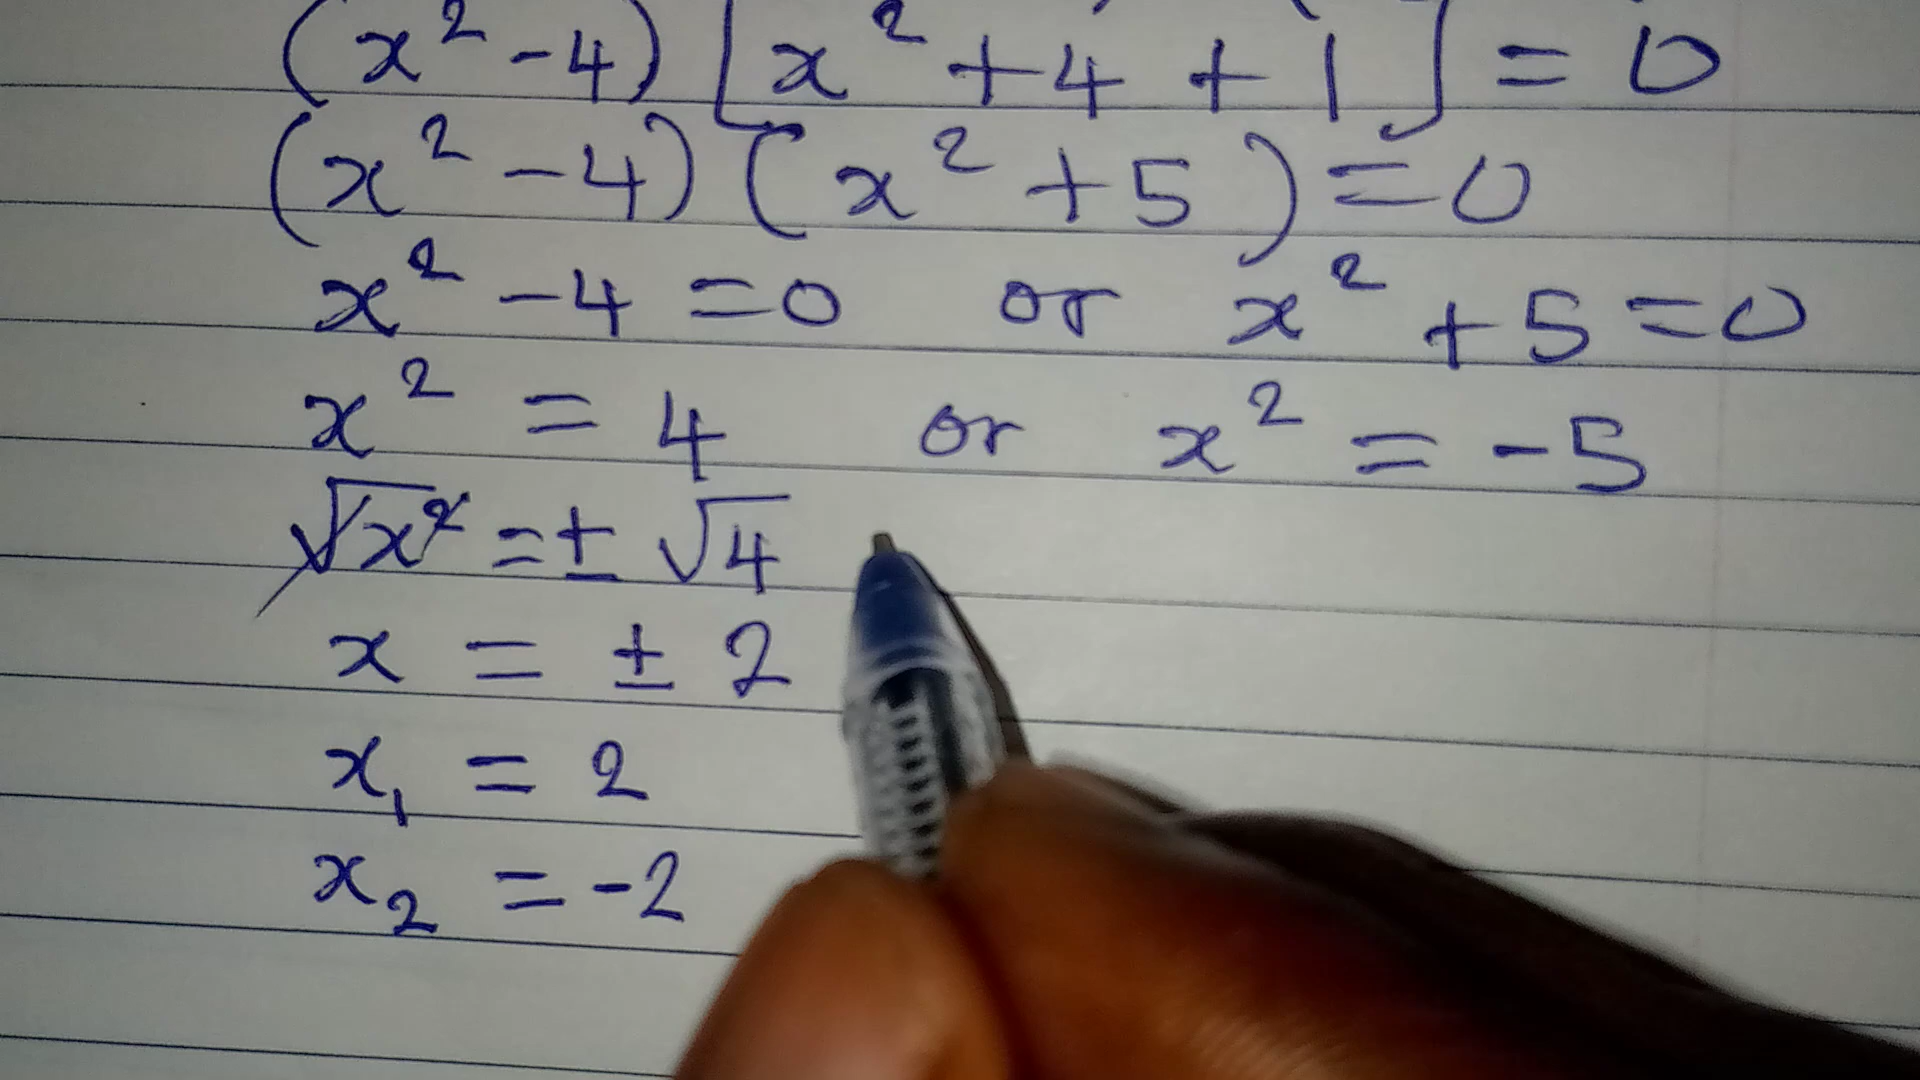 (x² -4) [x² +4 +1] = 0
(x² -4) (x² +5) = 0
x² -4 =0 or x² +5 =0
x² = 4 or x² = -5
√x² = ± √4
x = ± 2
x₁ = 2
x₂ = -2